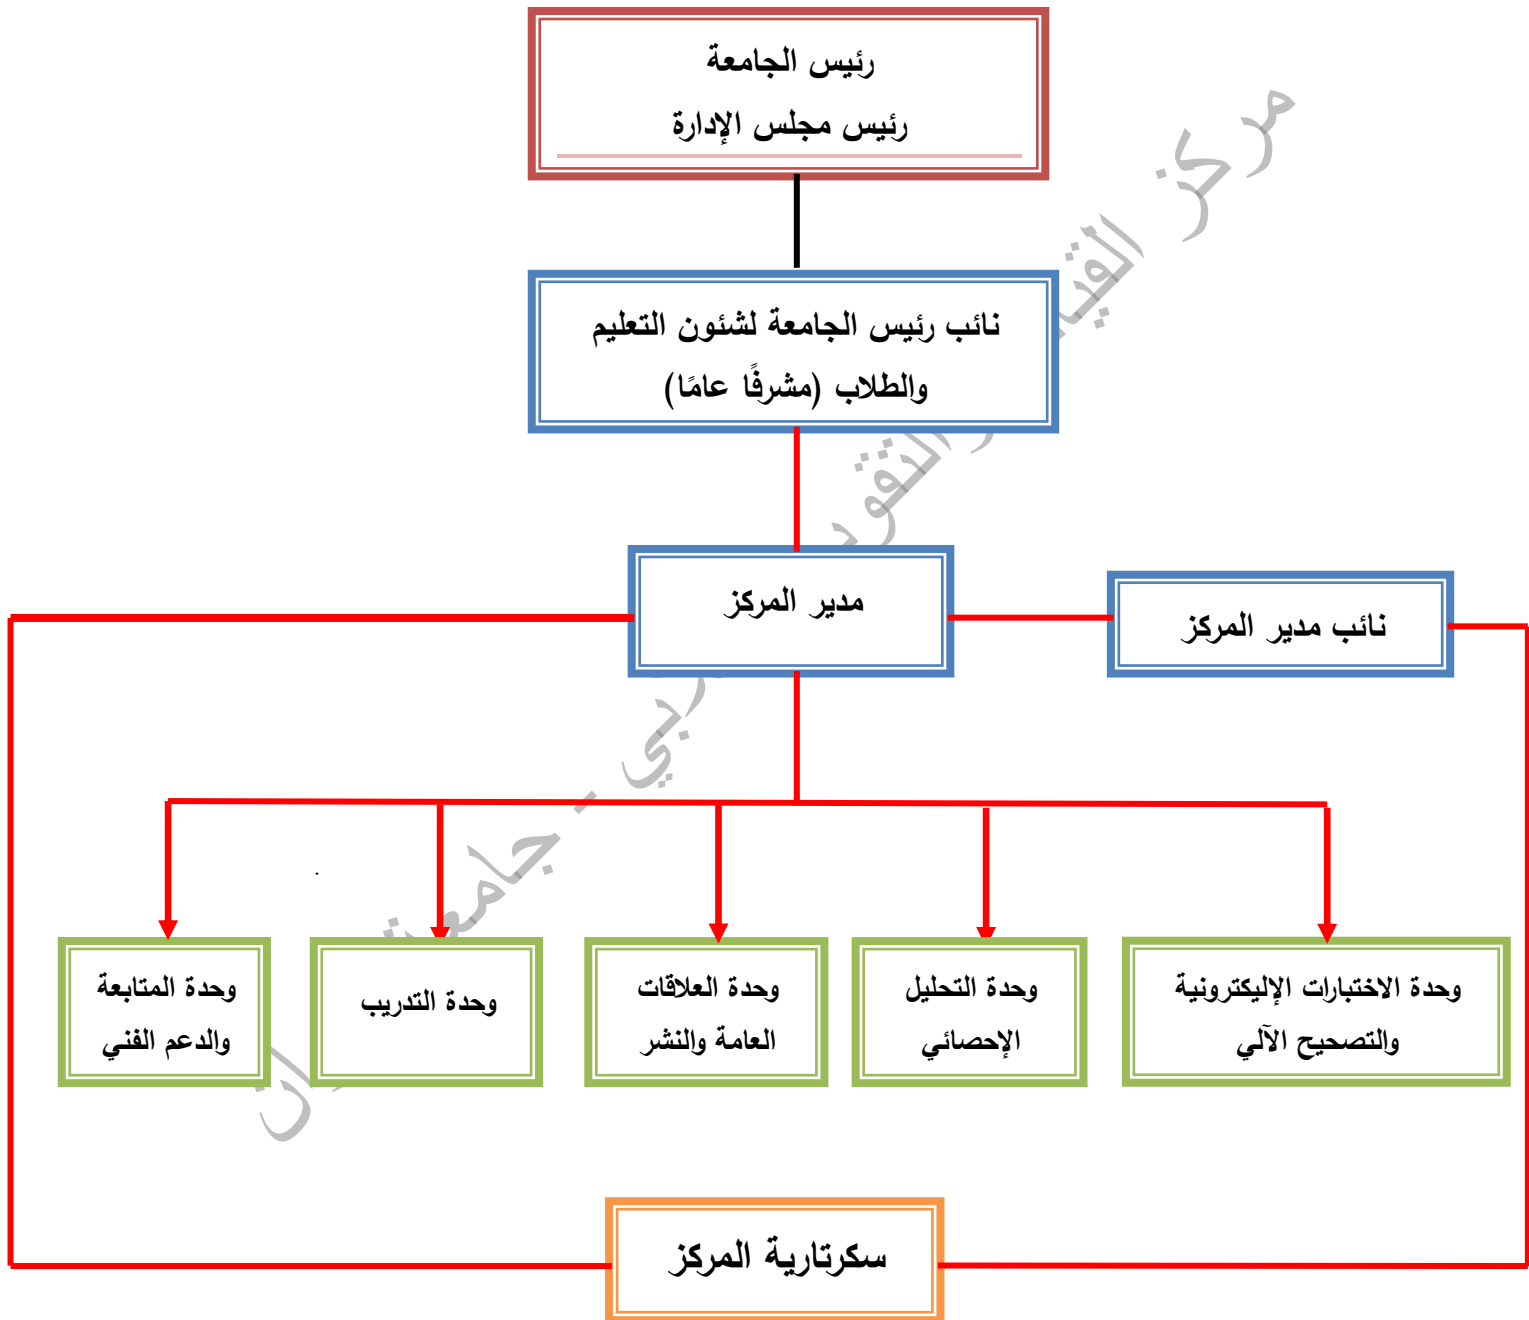 رئيس الجامعة
رئيس مجلس الإدارة
نائب رئيس الجامعة لشئون التعليم
والطلاب (مشرفًا عامًا)
مدير المركز
نائب مدير المركز
وحدة الاختبارات الإليكترونية
والتصحيح الآلي
وحدة التحليل
الإحصائي
وحدة العلاقات
العامة والنشر
وحدة التدريب
وحدة المتابعة
والدعم الفني
سكرتارية المركز
مركز